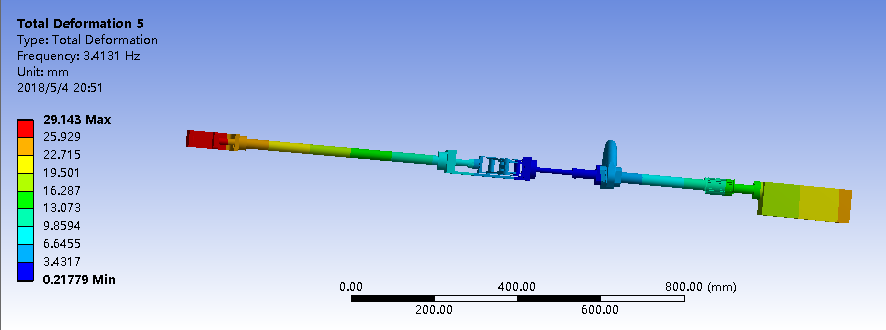 Total Deformation 5
Type: Total Deformation
Frequency: 3.4131 Hz
Unit: mm
2018/5/4 20:51
29.143 Max
25.929
22.715
19.501
16.287
13.073
9.8594
6.6455
3.4317
0.21779 Min
0.00 400.00 800.00 (mm)
200.00 600.00